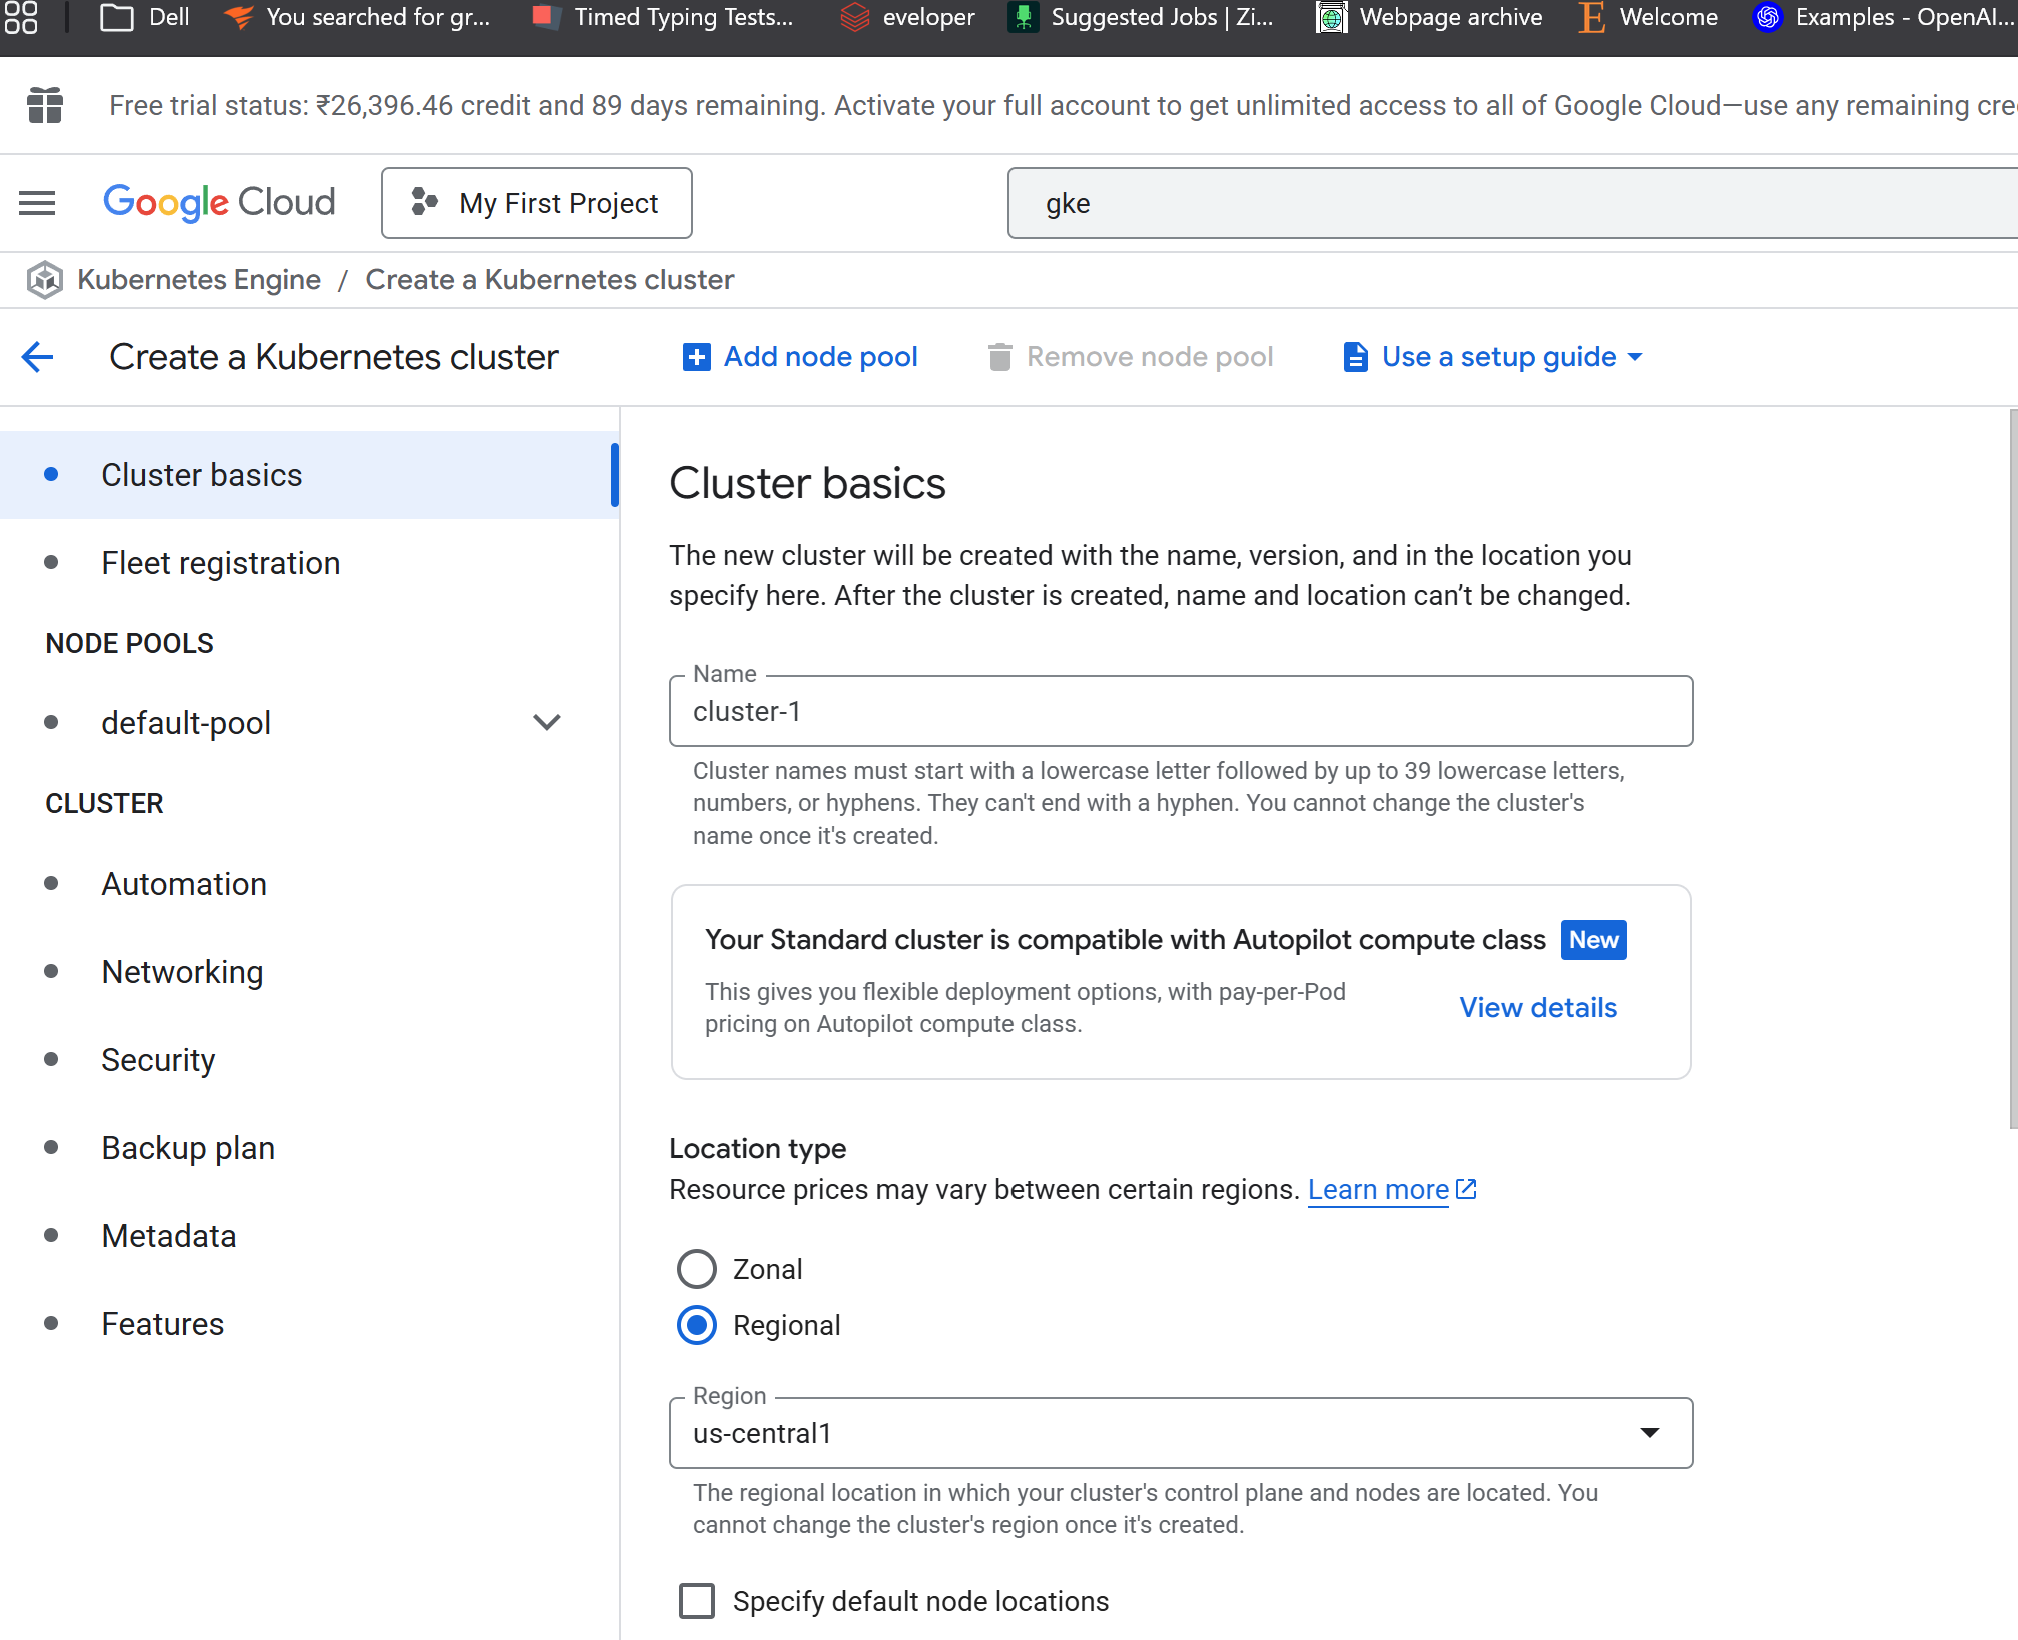 Dell You searched for gr... Timed Typing Tests... eveloper Suggested Jobs | Zi... Webpage archive Welcome Examples - OpenAI...
Free trial status: ₹26,396.46 credit and 89 days remaining. Activate your full account to get unlimited access to all of Google Cloud—use any remaining cre
Google Cloud My First Project gke
Kubernetes Engine / Create a Kubernetes cluster
Create a Kubernetes cluster Add node pool Remove node pool Use a setup guide
Cluster basics
Fleet registration
NODE POOLS
default-pool
CLUSTER
Automation
Networking
Security
Backup plan
Metadata
Features
Cluster basics
The new cluster will be created with the name, version, and in the location you
specify here. After the cluster is created, name and location can’t be changed.
Name
cluster-1
Cluster names must start with a lowercase letter followed by up to 39 lowercase letters,
numbers, or hyphens. They can't end with a hyphen. You cannot change the cluster's
name once it's created.
Your Standard cluster is compatible with Autopilot compute class New
This gives you flexible deployment options, with pay-per-Pod
pricing on Autopilot compute class.
View details
Location type
Resource prices may vary between certain regions. Learn more
Zonal
Regional
Region
us-central1
The regional location in which your cluster's control plane and nodes are located. You
cannot change the cluster's region once it's created.
Specify default node locations